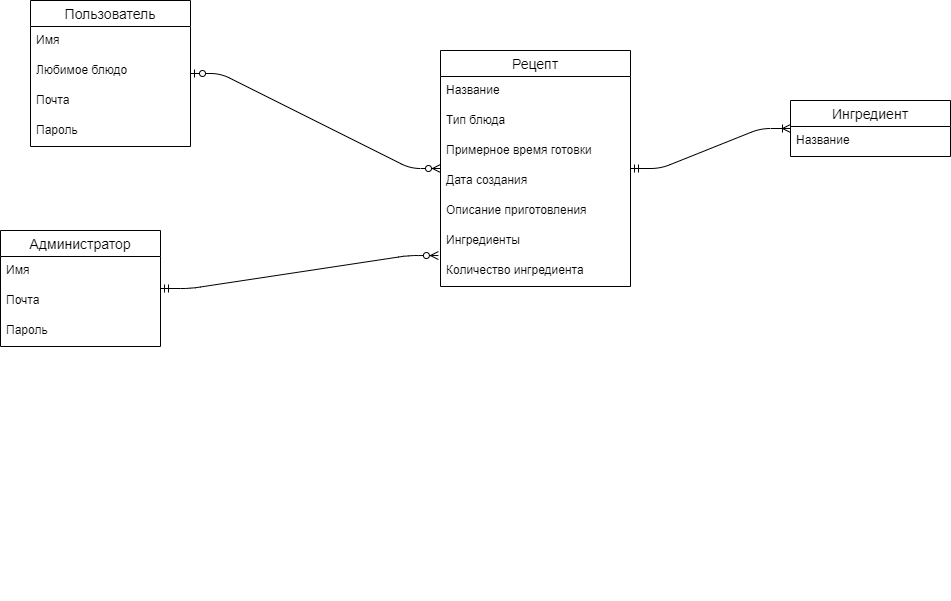 Пользователь
Имя
Любимое блюдо
Почта
Пароль
Рецепт
Название
Тип блюда
Примерное время готовки
Дата создания
Описание приготовления
Ингредиенты
Количество ингредиента
Ингредиент
Название
Администратор
Имя
Почта
Пароль